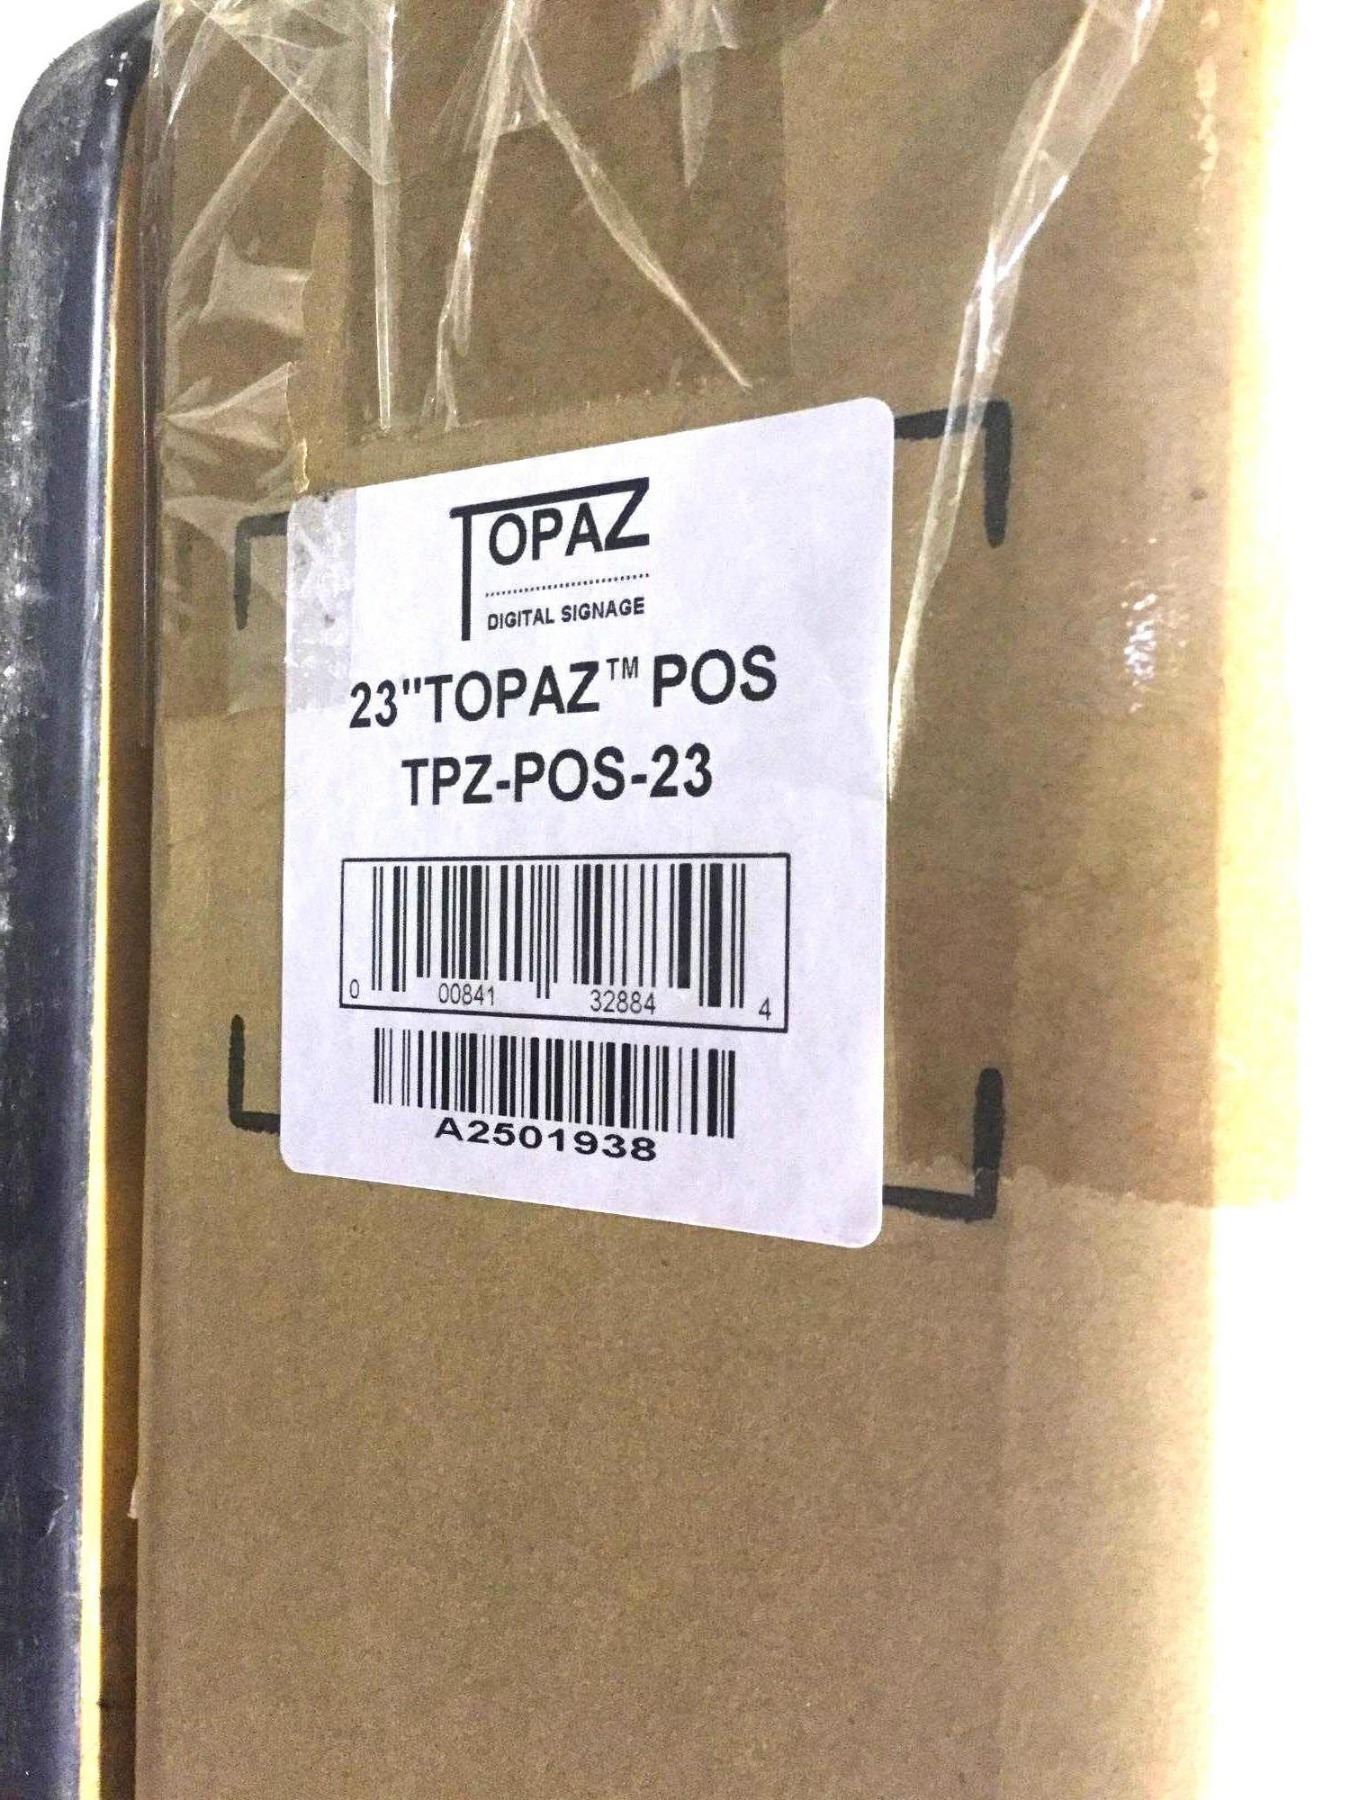 TOPAZ
DIGITAL SIGNAGE
23"TOPAZ™ POS
TPZ-POS-23
0 00841 32884 4
A2501938